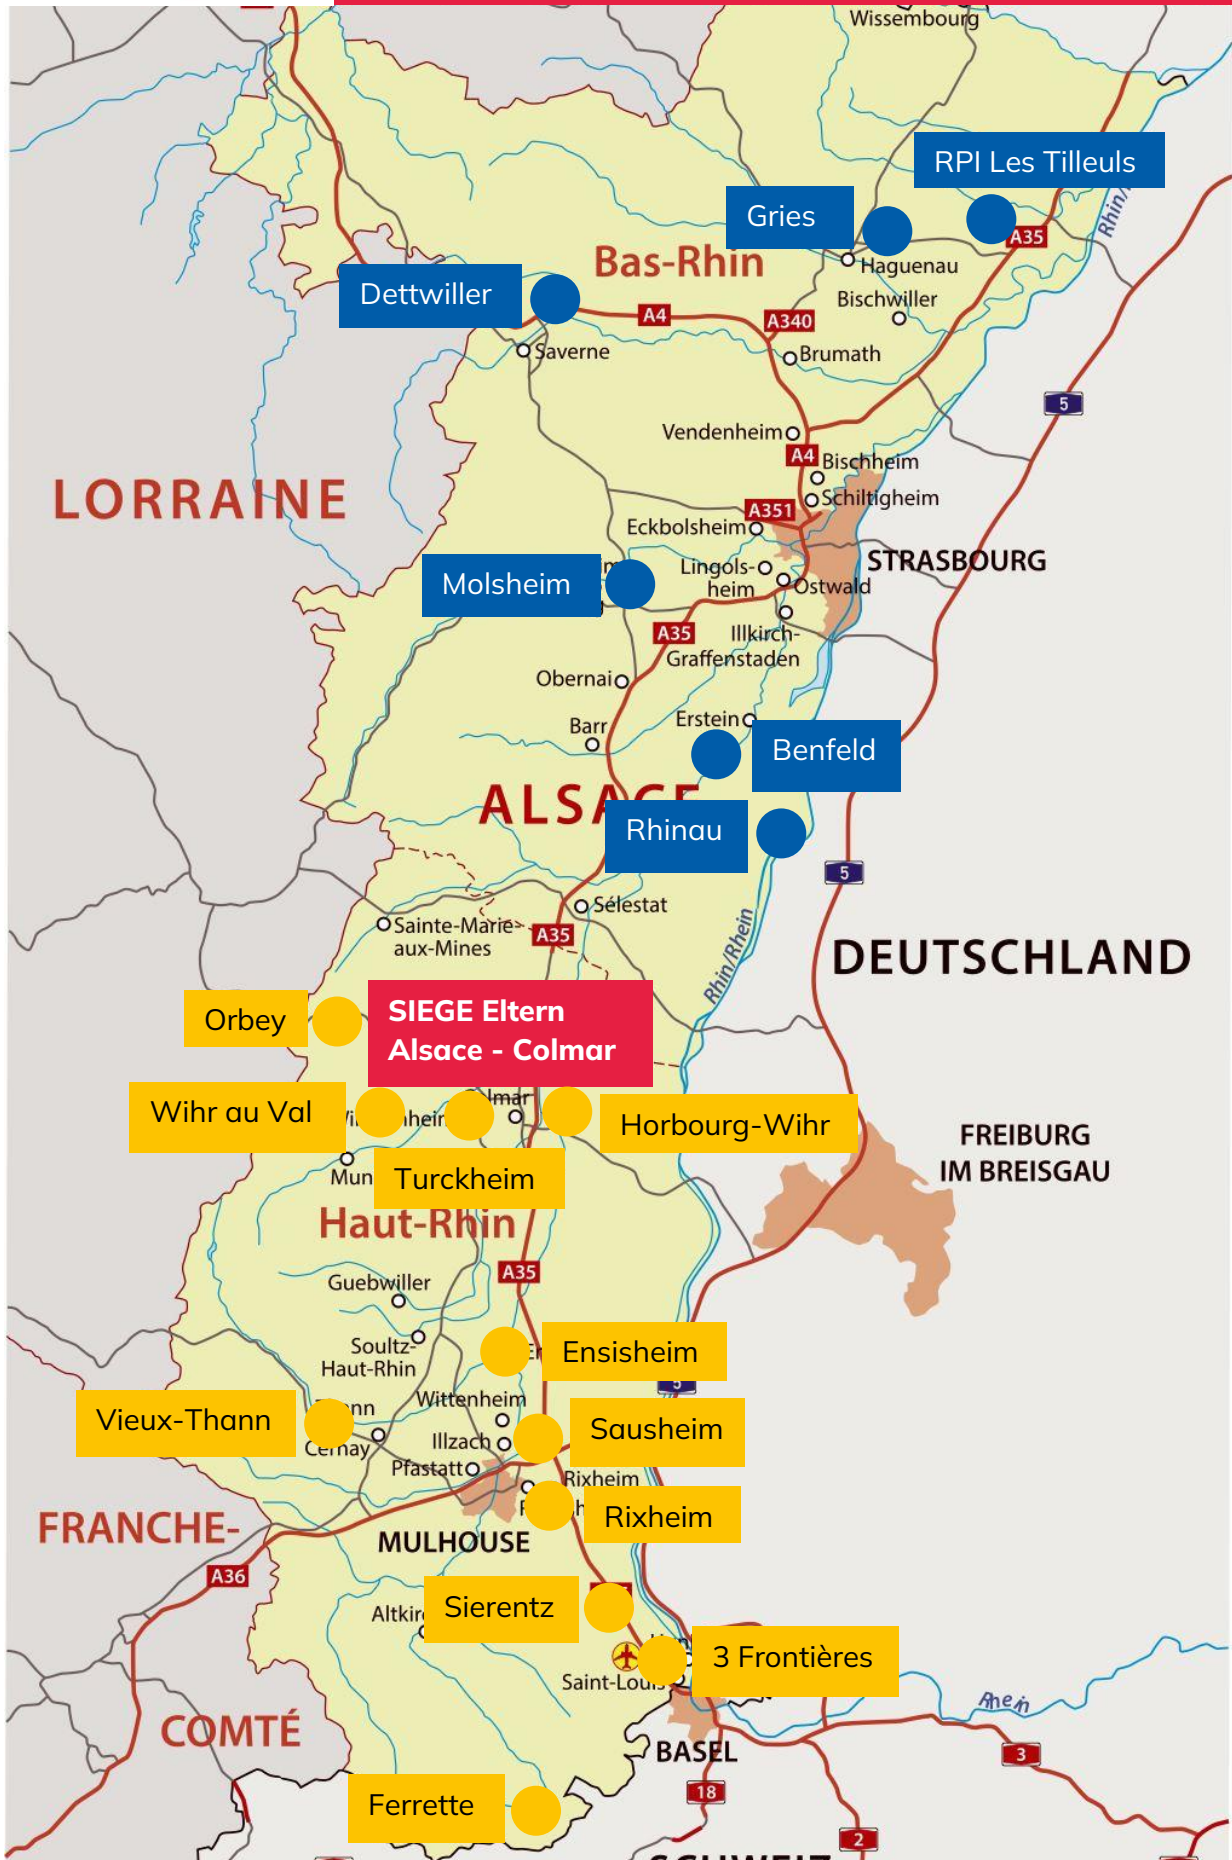 Wissembourg
RPI Les Tilleuls
Rhin/
Gries
A35
Bas-Rhin
Haguenau
Dettwiller
Bischwiller
A4
A340
Saverne
Brumath
5
Vendenheim
A4
Bischheim
LORRAINE
Schiltigheim
A351
Eckbolsheim
STRASBOURG
Molsheim
Lingols-
heim
Ostwald
A35
Illkirch-
Graffenstaden
Obernai
Erstein
Barr
Benfeld
ALSACE
Rhinau
5
Sélestat
Sainte-Marie-
aux-Mines
A35
Rhin/Rhein
DEUTSCHLAND
Orbey
SIEGE Eltern
Alsace - Colmar
Wihr au Val
Horbourg-Wihr
FREIBURG
IM BREISGAU
Turckheim
Haut-Rhin
A35
Guebwiller
Soultz-
Haut-Rhin
Ensisheim
5
Wittenheim
Vieux-Thann
Cernay
Illzach
Sausheim
Pfastatt
Rixheim
Rixheim
FRANCHE-
MULHOUSE
A36
Sierentz
3 Frontières
Saint-Louis
COMTÉ
Rhein
BASEL
3
18
Ferrette
2
SCHWEIZ